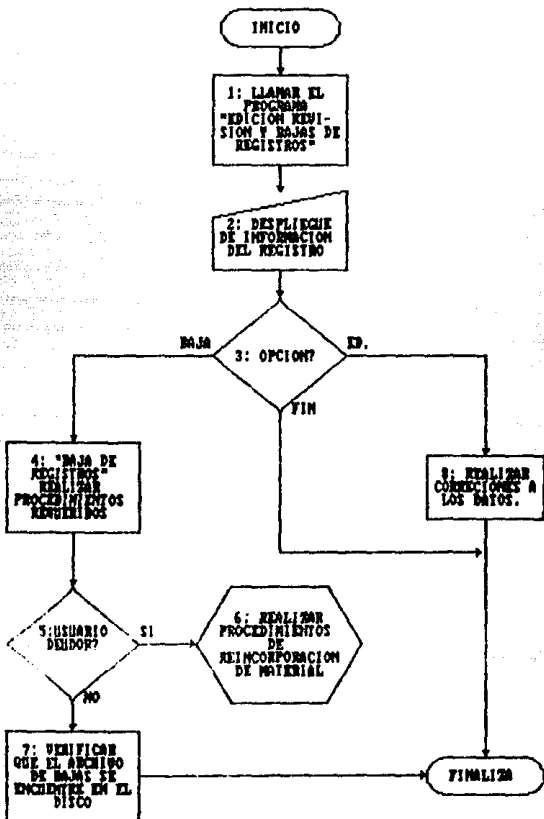 INICIO
1: LLAMAR EL
PROGRAMA
"EDICION REVI-
SION Y BAJAS DE
REGISTROS"
2: DESPLIEGUE
DE INFORMACION
DEL REGISTRO
BAJA
3: OPCION?
ED.
FIN
4: "BAJA DE
REGISTROS"
REALIZAR
PROCEDIMIENTOS
REQUERIDOS
8: REALIZAR
CORRECIONES A
LOS DATOS.
5:USUARIO
DEUDOR?
SI
6: REALIZAR
PROCEDIMIENTOS
DE
REINCORPORACION
DE MATERIAL
NO
7: VERIFICAR
QUE EL ARCHIVO
DE BAJAS SE
ENCUENTRE EN EL
DISCO
FINALIZA